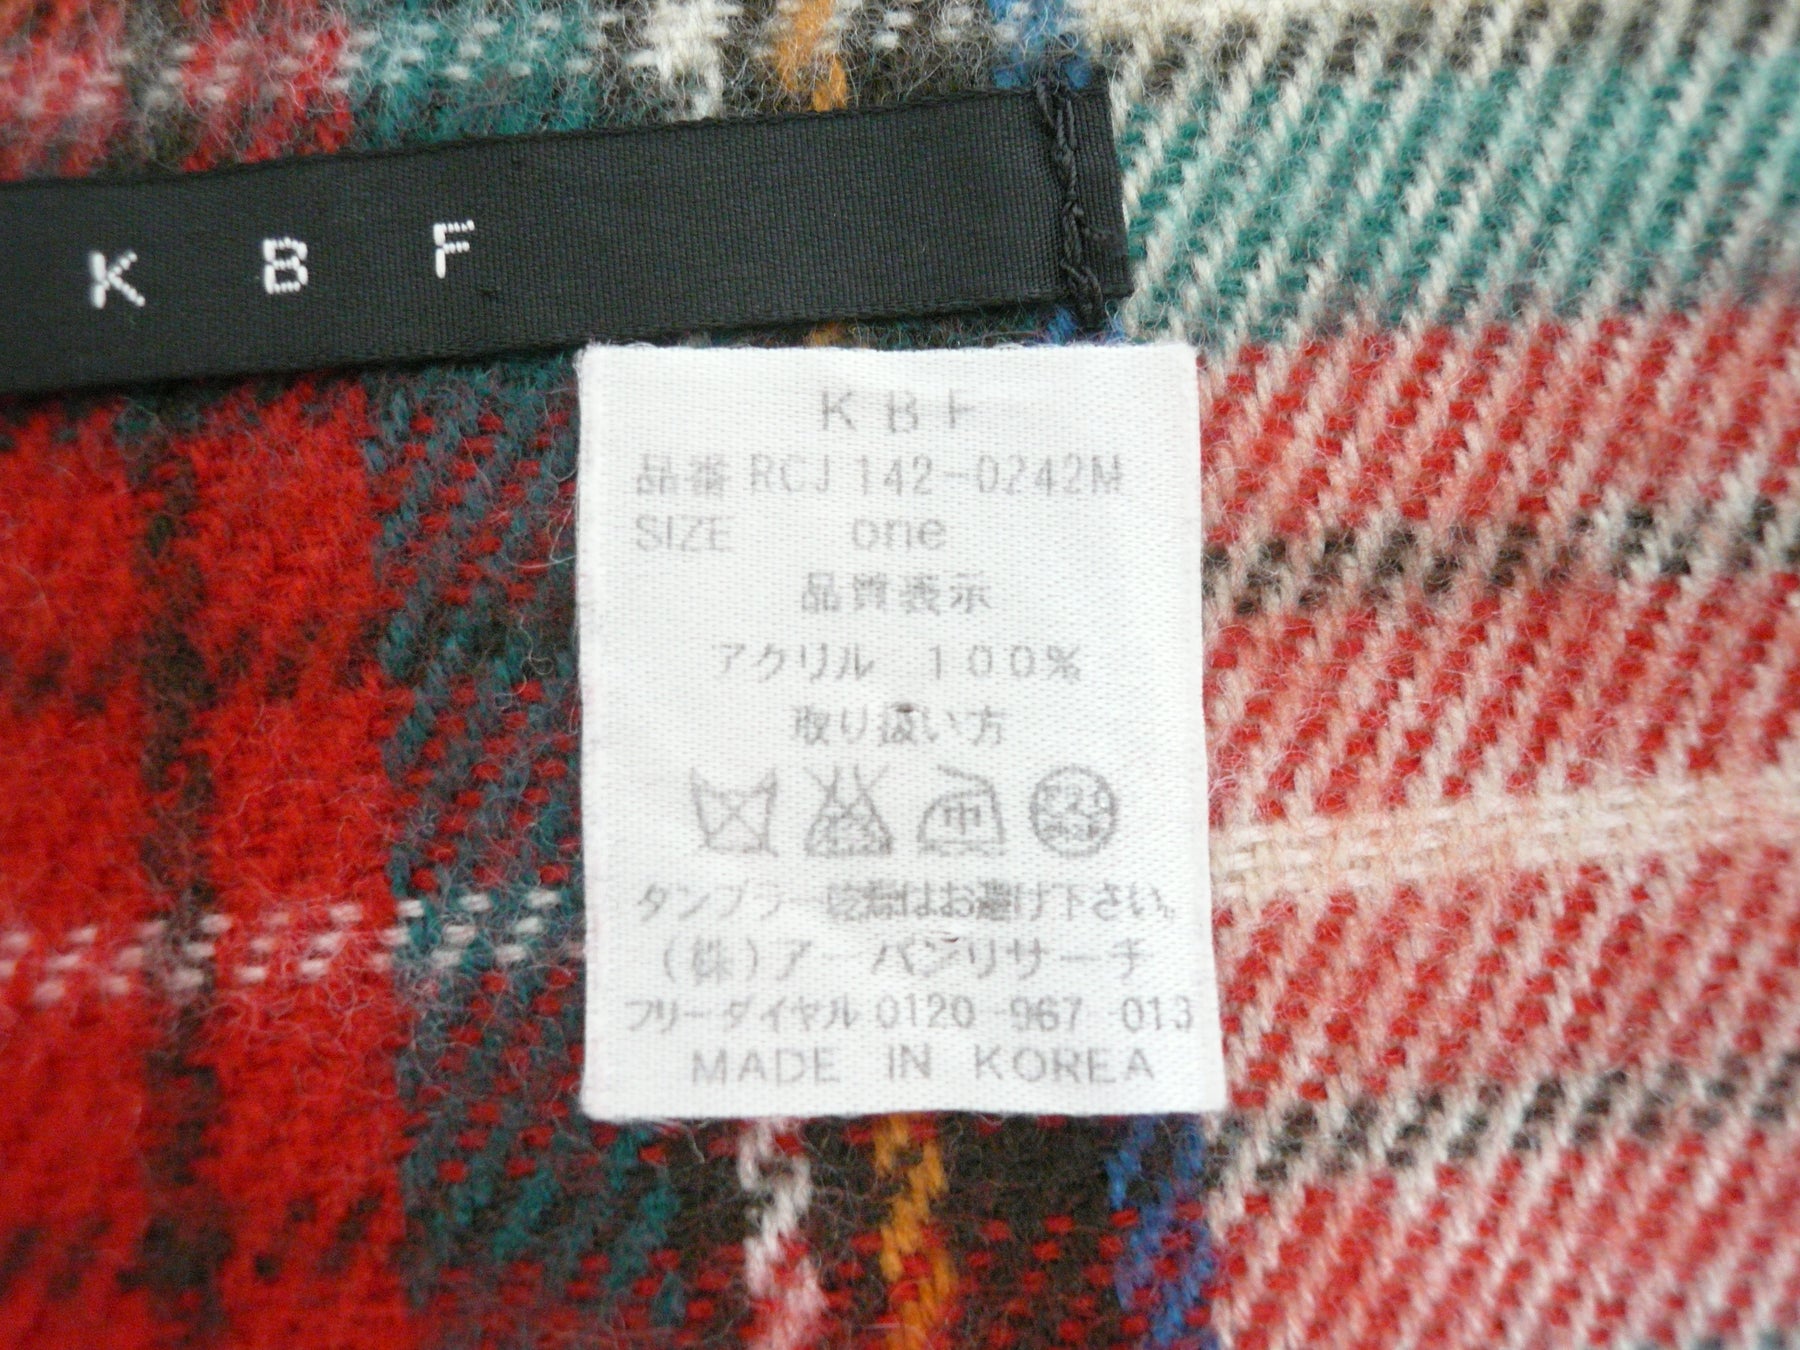 K B F
K B F
品番 RCJ 142-0242M
SIZE one
品質表示
アクリル 100%
取り扱い方
中
タンブラー乾燥はお避け下さい。
(株)アーバンリサーチ
フリーダイヤル 0120-967-013
MADE IN KOREA